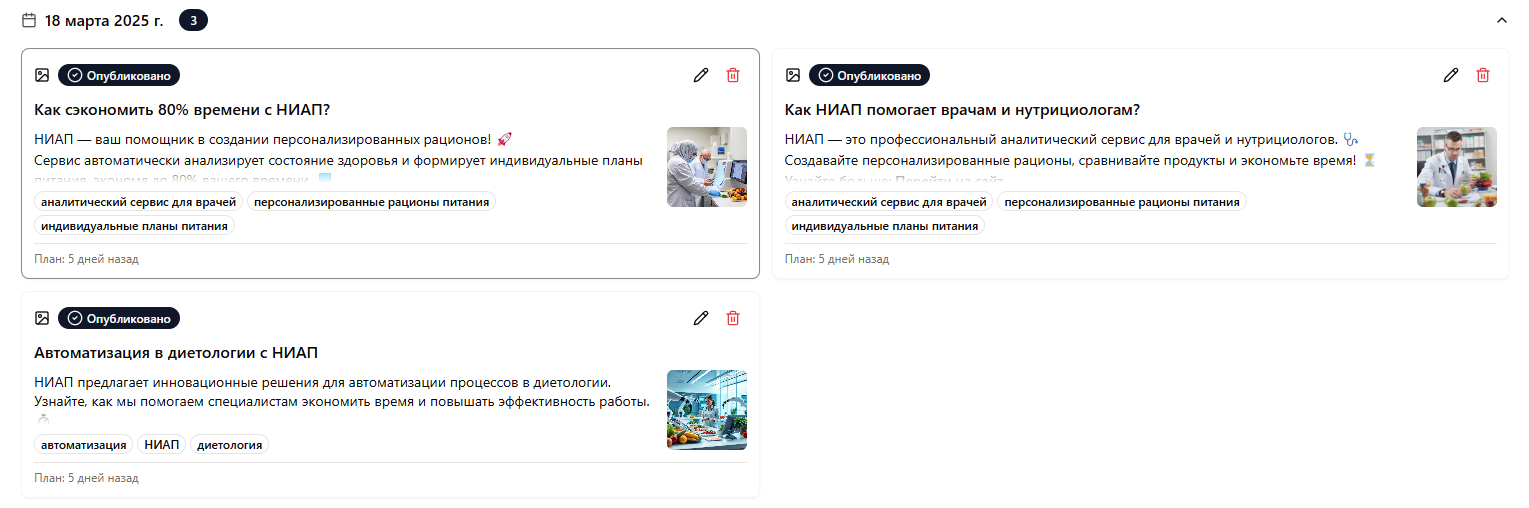 18 марта 2025 г. 3
Опубликовано
Как сэкономить 80% времени с НИАП?
НИАП — ваш помощник в создании персонализированных рационов! 🚀
Сервис автоматически анализирует состояние здоровья и формирует индивидуальные планы
питания, экономя до 80% вашего времени.
аналитический сервис для врачей персонализированные рационы питания
индивидуальные планы питания
План: 5 дней назад
Опубликовано
Как НИАП помогает врачам и нутрициологам?
НИАП — это профессиональный аналитический сервис для врачей и нутрициологов. 🩺
Создавайте персонализированные рационы, сравнивайте продукты и экономьте время! ⏳
Узнайте больше: Перейти на сайт
аналитический сервис для врачей персонализированные рационы питания
индивидуальные планы питания
План: 5 дней назад
Опубликовано
Автоматизация в диетологии с НИАП
НИАП предлагает инновационные решения для автоматизации процессов в диетологии.
Узнайте, как мы помогаем специалистам экономить время и повышать эффективность работы.
автоматизация НИАП диетология
План: 5 дней назад